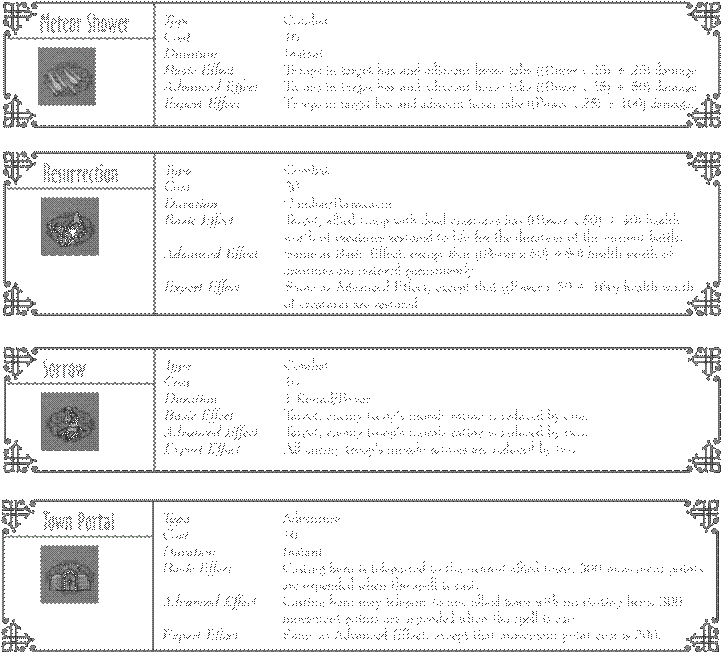 Meteor Shower
Type Combat
Cost
Duration Instant
Basic Effect Troops in target hex and adjacent hexes take ((Power x 25) + 25) damage
Advanced Effect Troops in target hex and adjacent hexes take ((Power x 25) + 50) damage
Expert Effect Troops in target hex and adjacent hexes take ((Power x 25) + 100) damage.
Resurrection
Type Combat
Cost
Duration
Basic Effect Target, allied troop with dead creatures has ((Power x 50) + 40) health
worth of creatures restored to life for the duration of the current battle.
Advanced Effect Same as Basic Effect, except that ((Power x 50) + 80) health worth of
creatures are restored permanently.
Expert Effect Same as Advanced Effect, except that ((Power x 50 + 160) health worth
of creatures are restored.
Sorrow
Type Combat
Cost
Duration 1 Round/Power
Basic Effect Target, enemy troop's morale rating is reduced by one.
Advanced Effect Target, enemy troop's morale rating is reduced by two.
Expert Effect All enemy troop's morale ratings are reduced by two.
Town Portal
Type Adventure
Cost
Duration Instant
Basic Effect Casting hero is teleported to the nearest allied town. 300 movement points
are expended when the spell is cast.
Advanced Effect Casting hero may teleport to any allied town with no visiting hero. 300
movement points are expended when the spell is cast.
Expert Effect Same as Advanced Effect, except that movement point cost is 200.